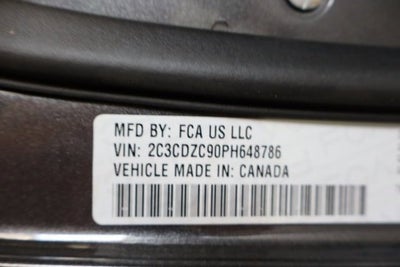 MFD BY: FCA US LLC
VIN: 2C3CDZC90PH648786
VEHICLE MADE IN: CANADA